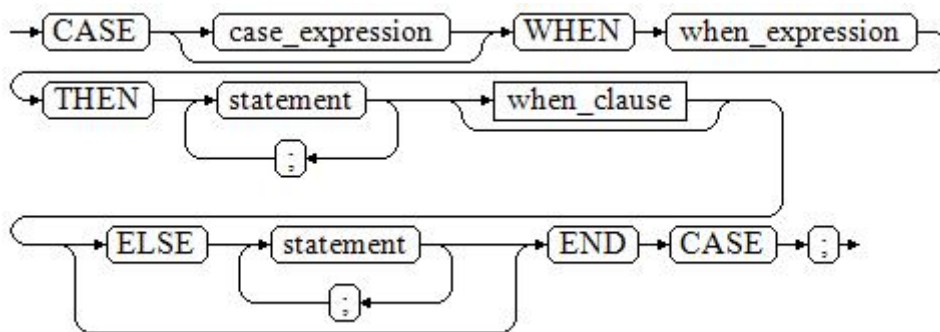 CASE case_expression WHEN when_expression
THEN statement when_clause
;
ELSE statement END CASE ;
;